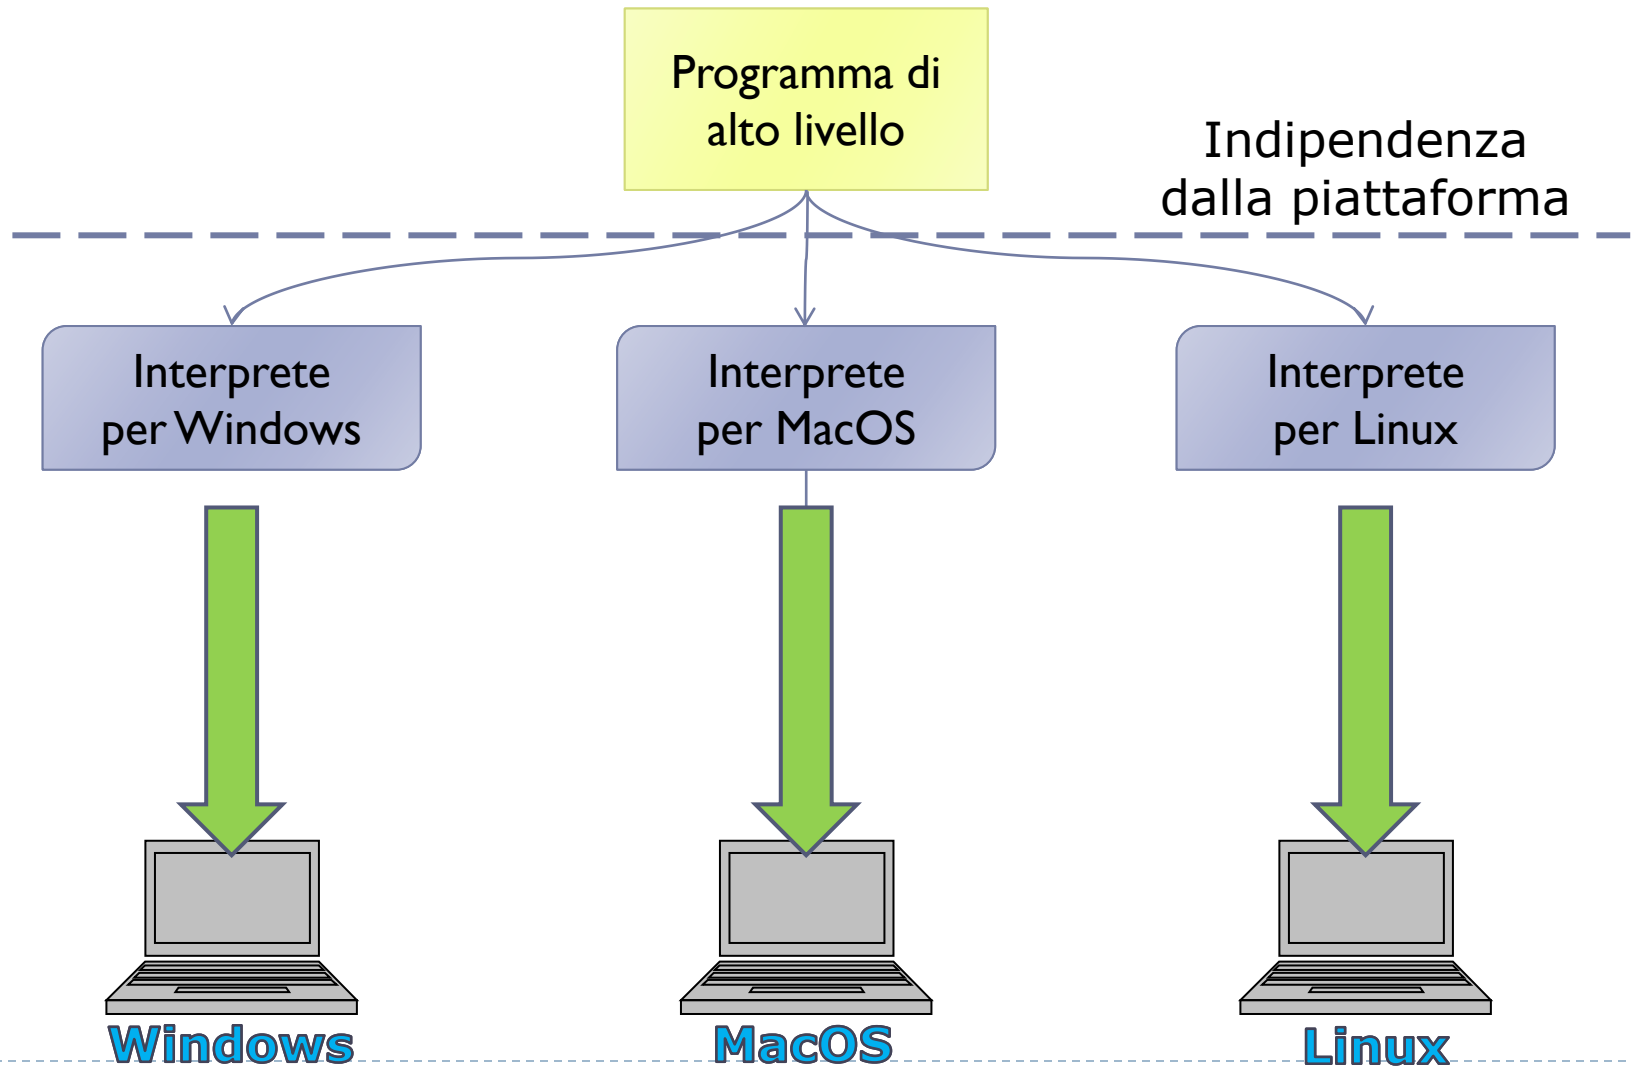 Programma di
alto livello
Indipendenza
dalla piattaforma
Interprete
per Windows
Interprete
per MacOS
Interprete
per Linux
Windows
MacOS
Linux